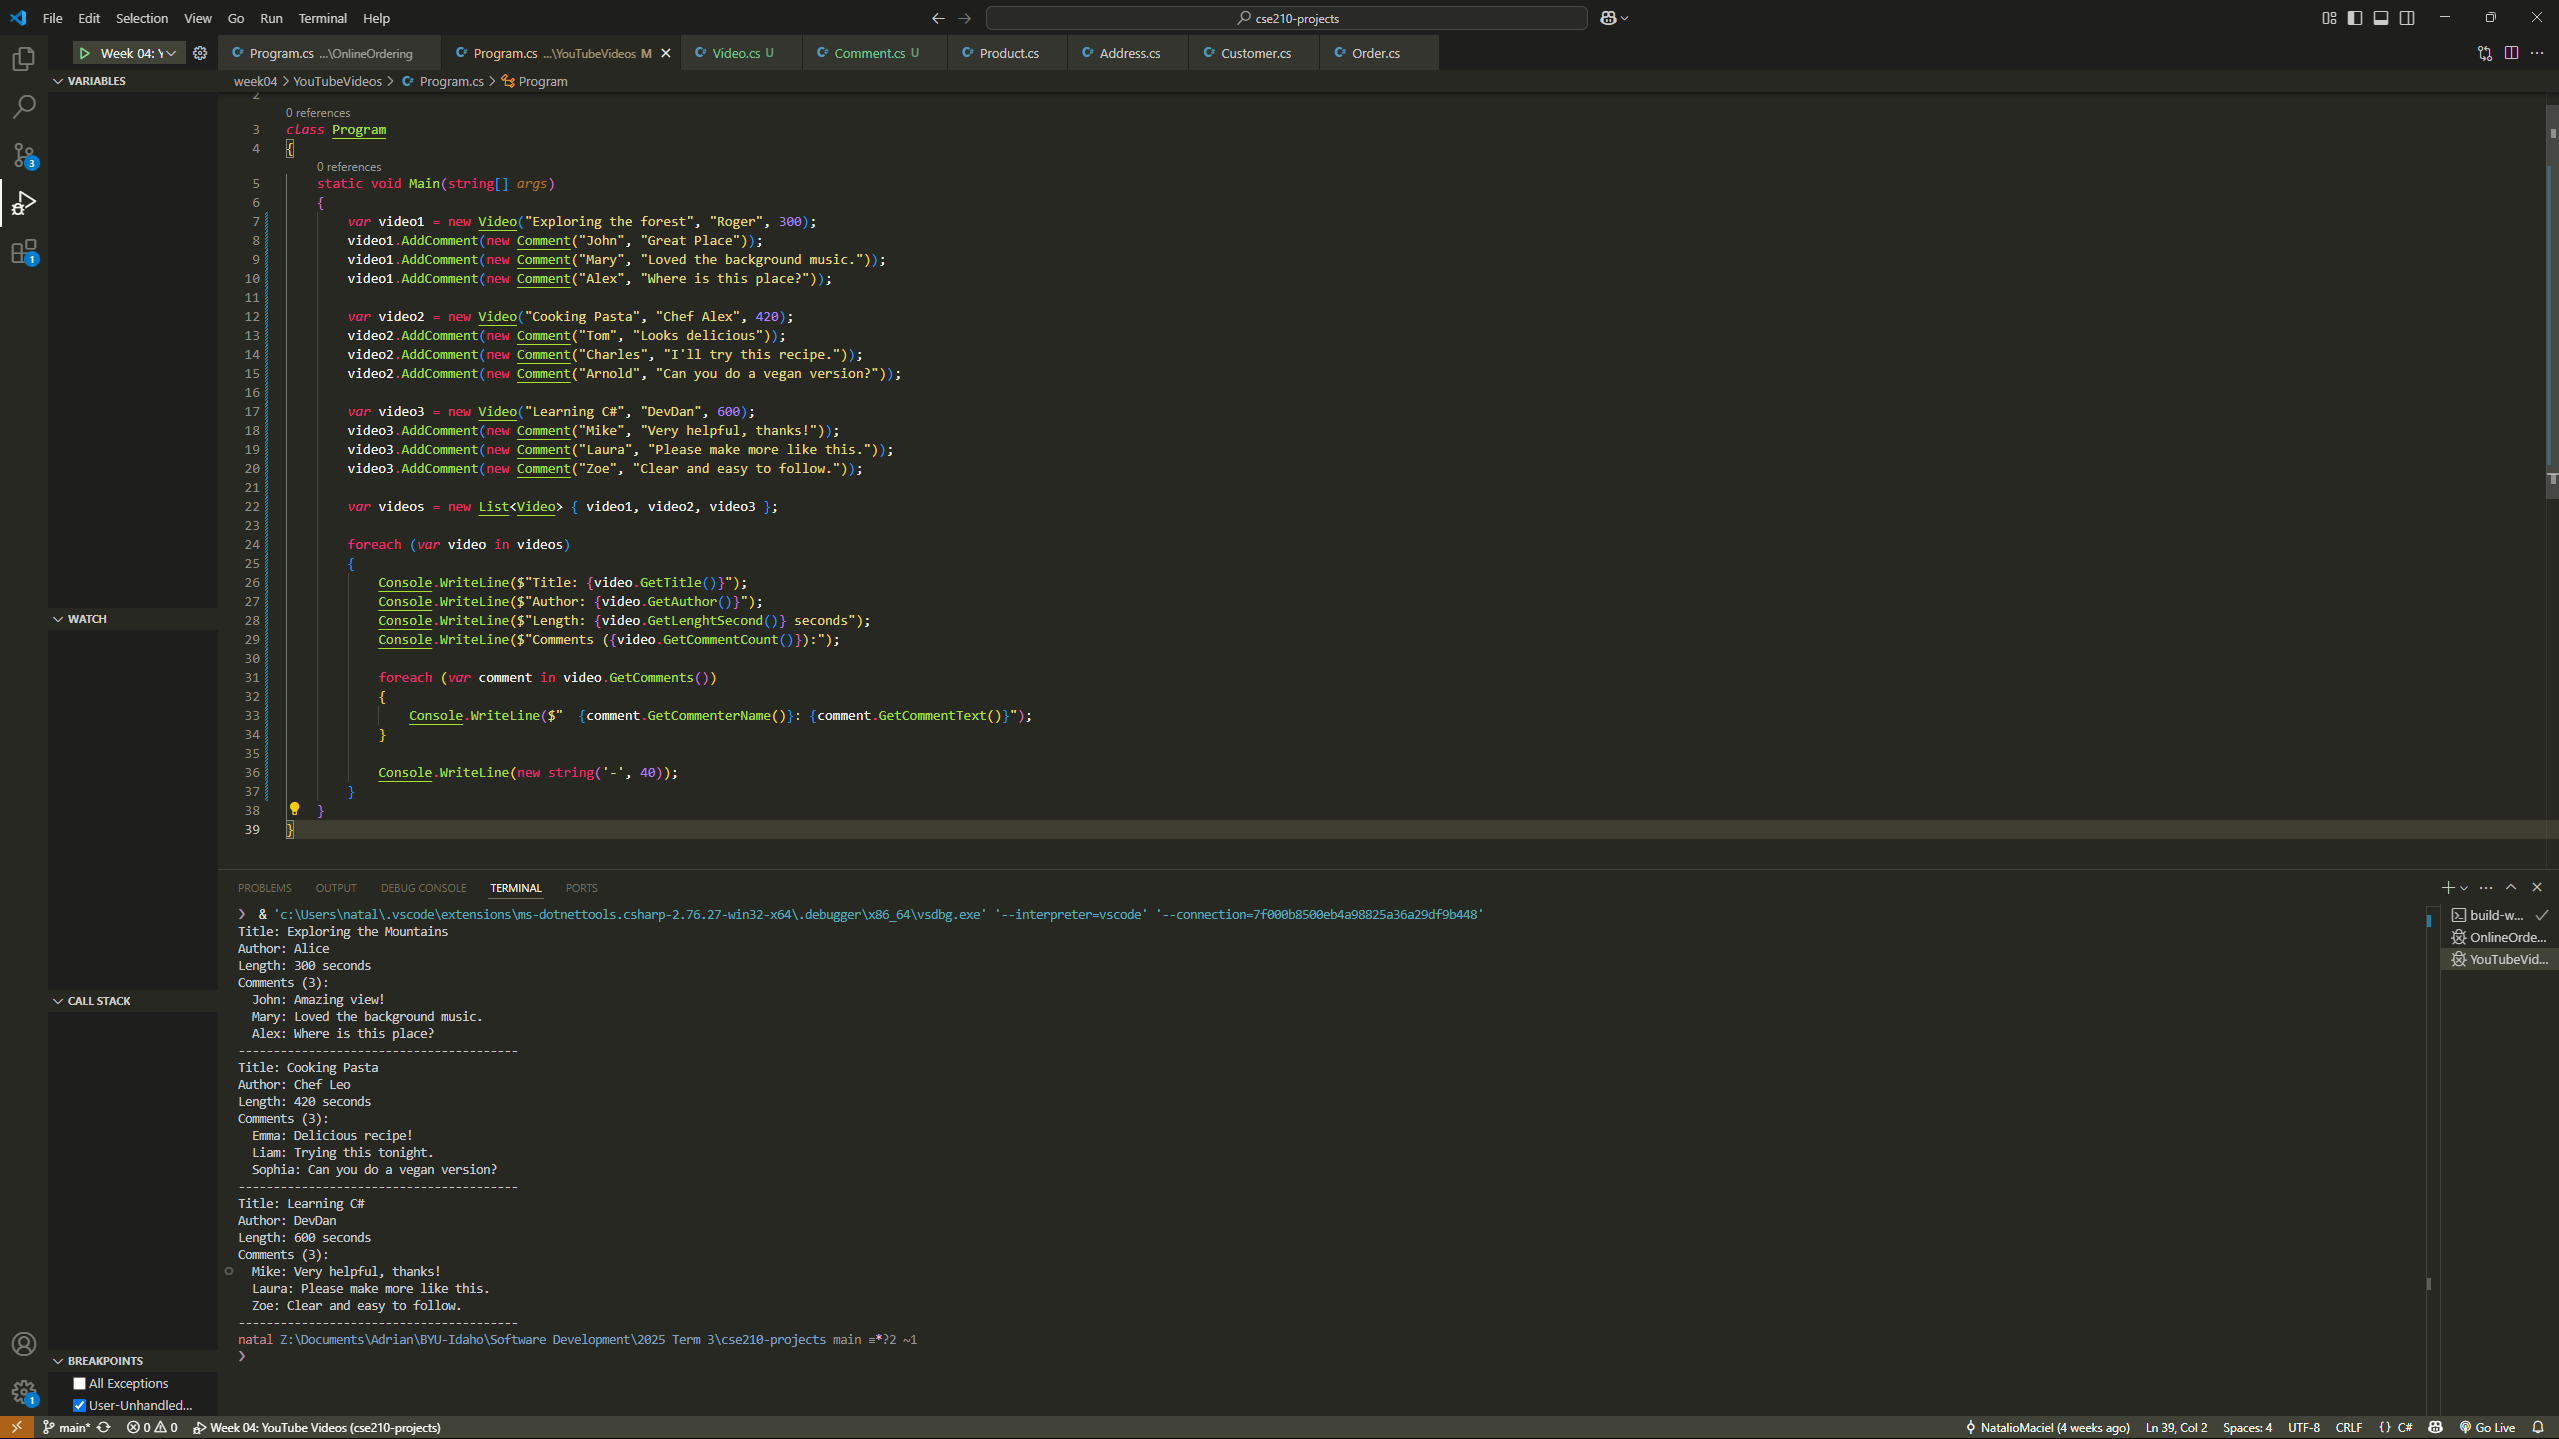 File Edit Selection View Go Run Terminal Help
cse210-projects
Week 04: Y
Program.cs ...\OnlineOrdering
Program.cs ...\YouTubeVideos M
Video.cs U
Comment.cs U
Product.cs
Address.cs
Customer.cs
Order.cs
VARIABLES
week04 > YouTubeVideos > Program.cs > Program
2
0 references
3 class Program
4 {
0 references
5 static void Main(string[] args)
6 {
7 var video1 = new Video("Exploring the forest", "Roger", 300);
8 video1.AddComment(new Comment("John", "Great Place"));
9 video1.AddComment(new Comment("Mary", "Loved the background music."));
10 video1.AddComment(new Comment("Alex", "Where is this place?"));
11
12 var video2 = new Video("Cooking Pasta", "Chef Alex", 420);
13 video2.AddComment(new Comment("Tom", "Looks delicious"));
14 video2.AddComment(new Comment("Charles", "I'll try this recipe."));
15 video2.AddComment(new Comment("Arnold", "Can you do a vegan version?"));
16
17 var video3 = new Video("Learning C#", "DevDan", 600);
18 video3.AddComment(new Comment("Mike", "Very helpful, thanks!"));
19 video3.AddComment(new Comment("Laura", "Please make more like this."));
20 video3.AddComment(new Comment("Zoe", "Clear and easy to follow."));
21
22 var videos = new List<Video> { video1, video2, video3 };
23
24 foreach (var video in videos)
25 {
26 Console.WriteLine($"Title: {video.GetTitle()}");
27 Console.WriteLine($"Author: {video.GetAuthor()}");
28 Console.WriteLine($"Length: {video.GetLenghtSecond()} seconds");
29 Console.WriteLine($"Comments ({video.GetCommentCount()}):");
30
31 foreach (var comment in video.GetComments())
32 {
33 Console.WriteLine($"  {comment.GetCommenterName()}: {comment.GetCommentText()}");
34 }
35
36 Console.WriteLine(new string('-', 40));
37 }
38 }
39 }
WATCH
CALL STACK
BREAKPOINTS
All Exceptions
User-Unhandled...
3
1
1
PROBLEMS OUTPUT DEBUG CONSOLE TERMINAL PORTS
build-w...
OnlineOrde...
YouTubeVid...
❯ & 'c:\Users\natal\.vscode\extensions\ms-dotnettools.csharp-2.76.27-win32-x64\.debugger\x86_64\vsdbg.exe' '--interpreter=vscode' '--connection=7f000b8500eb4a98825a36a29df9b448'
Title: Exploring the Mountains
Author: Alice
Length: 300 seconds
Comments (3):
John: Amazing view!
Mary: Loved the background music.
Alex: Where is this place?
----------------------------------------
Title: Cooking Pasta
Author: Chef Leo
Length: 420 seconds
Comments (3):
Emma: Delicious recipe!
Liam: Trying this tonight.
Sophia: Can you do a vegan version?
----------------------------------------
Title: Learning C#
Author: DevDan
Length: 600 seconds
Comments (3):
Mike: Very helpful, thanks!
Laura: Please make more like this.
Zoe: Clear and easy to follow.
----------------------------------------
natal Z:\Documents\Adrian\BYU-Idaho\Software Development\2025 Term 3\cse210-projects main ≡*?2 ~1
❯
main* 0 0 Week 04: YouTube Videos (cse210-projects)
NatalioMaciel (4 weeks ago) Ln 39, Col 2 Spaces: 4 UTF-8 CRLF {} C# Go Live